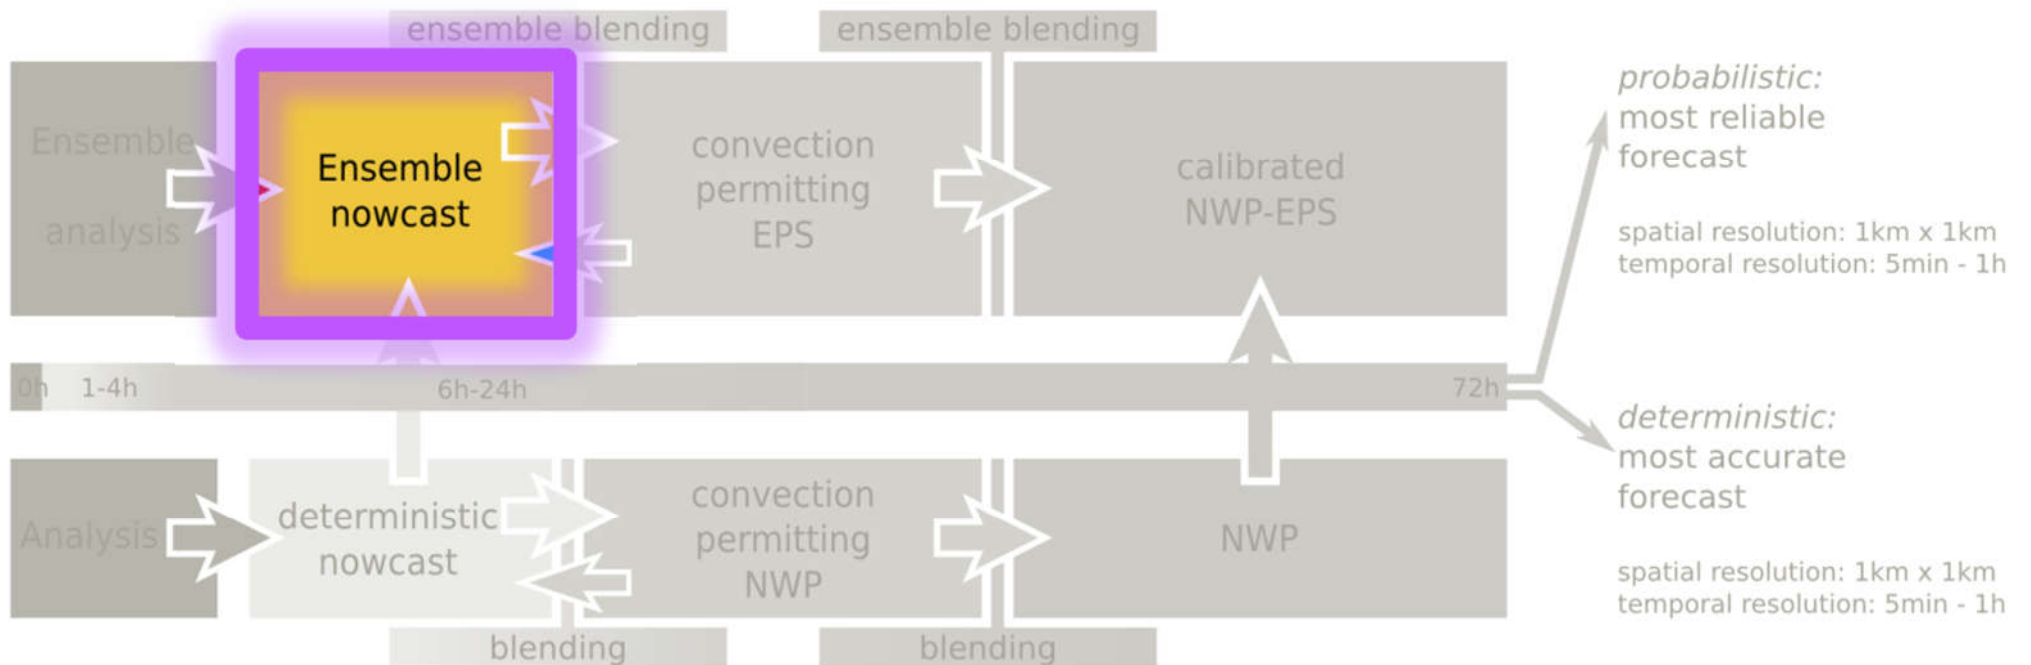 ensemble blending
ensemble blending
Ensemble
analysis
Ensemble
nowcast
convection
permitting
EPS
calibrated
NWP-EPS
probabilistic:
most reliable
forecast
spatial resolution: 1km x 1km
temporal resolution: 5min - 1h
0h 1-4h 6h-24h 72h
Analysis
deterministic
nowcast
convection
permitting
NWP
NWP
deterministic:
most accurate
forecast
spatial resolution: 1km x 1km
temporal resolution: 5min - 1h
blending
blending